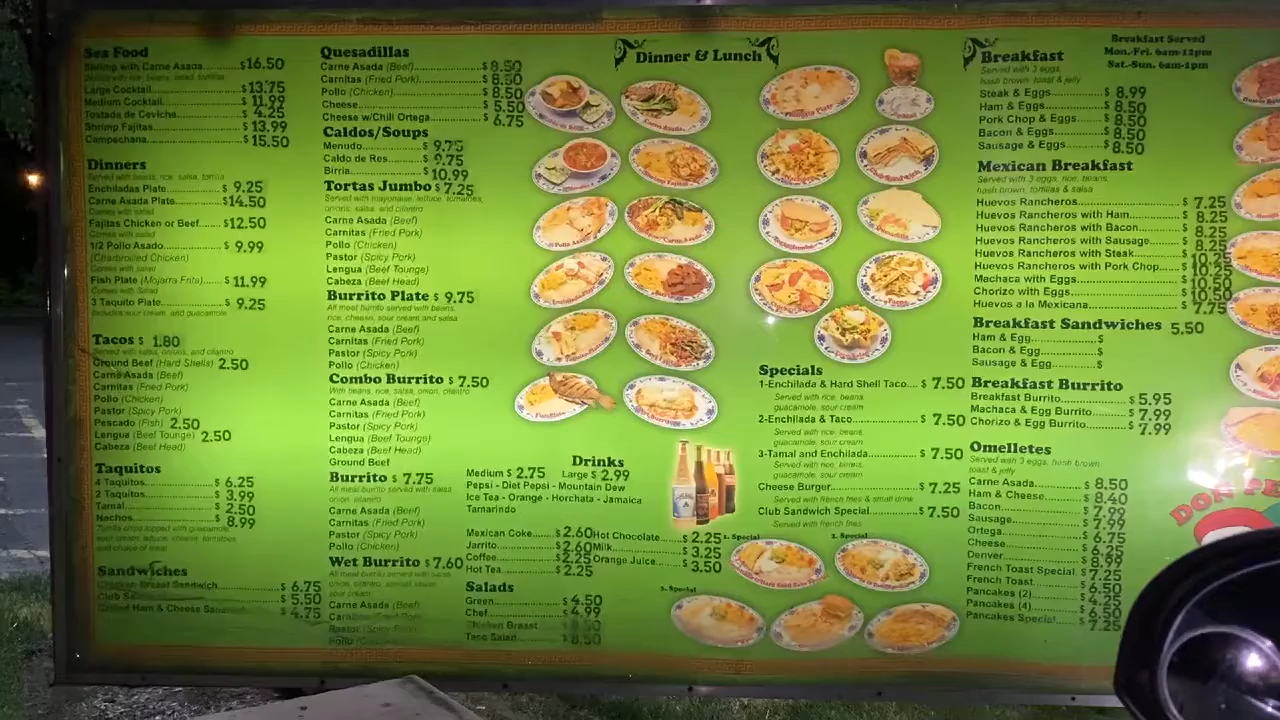 Sea Food
Shrimp with Carne Asada $16.50
Served with rice, beans, salad, tortillas
Large Cocktail $13.75
Medium Cocktail $11.99
Tostada de Ceviche $4.25
Shrimp Fajitas $13.99
Campechana $15.50
Dinners
Served with beans, rice, salsa, tortilla
Enchiladas Plate $9.25
Carne Asada Plate $14.50
Comes with salad
Fajitas Chicken or Beef $12.50
Comes with salad
1/2 Pollo Asado $9.99
(Charbroiled Chicken)
Comes with salad
Fish Plate (Mojarra Frita) $11.99
Comes with Salad
3 Taquito Plate $9.25
Includes sour cream, and guacamole
Tacos $1.80
Served with salsa, onions, and cilantro
Ground Beef (Hard Shells) 2.50
Carne Asada (Beef)
Carnitas (Fried Pork)
Pollo (Chicken)
Pastor (Spicy Pork)
Pescado (Fish) 2.50
Lengua (Beef Tounge) 2.50
Cabeza (Beef Head)
Taquitos
4 Taquitos $6.25
2 Taquitos $3.99
Tamal $2.50
Nachos $8.99
Tortilla chips topped with guacamole,
sour cream, lettuce, cheese, tomatoes
and choice of meat
Sandwiches
Chicken Breast Sandwich $6.75
Club Sandwich $5.50
Grilled Ham & Cheese $4.75
Quesadillas
Carne Asada (Beef) $8.50
Carnitas (Fried Pork) $8.50
Pollo (Chicken) $8.50
Cheese $5.50
Cheese w/Chili Ortega $6.75
Caldos/Soups
Menudo $9.75
Caldo de Res $9.75
Birria $10.99
Tortas Jumbo $7.25
Served with mayonaise, lettuce, tomatoes,
onions, salsa, and cilantro
Carne Asada (Beef)
Carnitas (Fried Pork)
Pollo (Chicken)
Pastor (Spicy Pork)
Lengua (Beef Tounge)
Cabeza (Beef Head)
Burrito Plate $9.75
All meat burrito served with beans,
rice, cheese, sour cream and salsa
Carne Asada (Beef)
Carnitas (Fried Pork)
Pastor (Spicy Pork)
Pollo (Chicken)
Combo Burrito $7.50
With beans, rice, salsa, onion, cilantro
Carne Asada (Beef)
Carnitas (Fried Pork)
Pastor (Spicy Pork)
Lengua (Beef Tounge)
Cabeza (Beef Head)
Ground Beef
Burrito $7.75
All meat burrito served with salsa
onion, cilantro
Carne Asada (Beef)
Carnitas (Fried Pork)
Pastor (Spicy Pork)
Pollo (Chicken)
Wet Burrito $7.60
All meat burrito served with salsa
onion, cilantro, special sauce,
sour cream
Carne Asada (Beef)
Carnitas (Fried Pork)
Pastor (Spicy Pork)
Pollo
Dinner & Lunch
Drinks
Medium $2.75 Large $2.99
Pepsi - Diet Pepsi - Mountain Dew
Ice Tea - Orange - Horchata - Jamaica
Tamarindo
Mexican Coke $2.60 Hot Chocolate $2.25
Jarrito $2.60 Milk $3.25
Coffee $2.25 Orange Juice $3.50
Hot Tea $2.25
Salads
Green $4.50
Chef $4.99
Chicken Breast $8.50
Taco Salad $8.50
Specials
1-Enchilada & Hard Shell Taco $7.50
Served with rice, beans,
guacamole, sour cream
2-Enchilada & Taco $7.50
Served with rice, beans,
guacamole, sour cream
3-Tamal and Enchilada $7.50
Served with rice, beans,
guacamole, sour cream
Cheese Burger $7.25
Served with french fries & small drink
Club Sandwich Special $7.50
Served with french fries
1. Special
2. Special
3. Special
Breakfast Served
Mon.-Fri. 6am-12pm
Sat.-Sun. 6am-1pm
Breakfast
Served with 3 eggs,
hash brown, toast & jelly
Steak & Eggs $8.99
Ham & Eggs $8.50
Pork Chop & Eggs $8.50
Bacon & Eggs $8.50
Sausage & Eggs $8.50
Mexican Breakfast
Served with 3 eggs, rice, beans,
hash brown, tortillas & salsa
Huevos Rancheros $7.25
Huevos Rancheros with Ham $8.25
Huevos Rancheros with Bacon $8.25
Huevos Rancheros with Sausage $8.25
Huevos Rancheros with Steak $10.25
Huevos Rancheros with Pork Chop $10.25
Machaca with Eggs $10.50
Chorizo with Eggs $10.50
Huevos a la Mexicana $7.75
Breakfast Sandwiches 5.50
Ham & Egg $
Bacon & Egg $
Sausage & Egg $
Breakfast Burrito
Breakfast Burrito $5.95
Machaca & Egg Burrito $7.99
Chorizo & Egg Burrito $7.99
Omelletes
Served with 3 eggs, hash brown
toast & jelly
Carne Asada $8.50
Ham & Cheese $8.40
Bacon $7.99
Sausage $7.99
Ortega $6.75
Cheese $6.25
Denver $8.99
French Toast Special $7.25
French Toast $6.50
Pancakes (2) $4.25
Pancakes (4) $6.50
Pancakes Special $7.25
DON PE